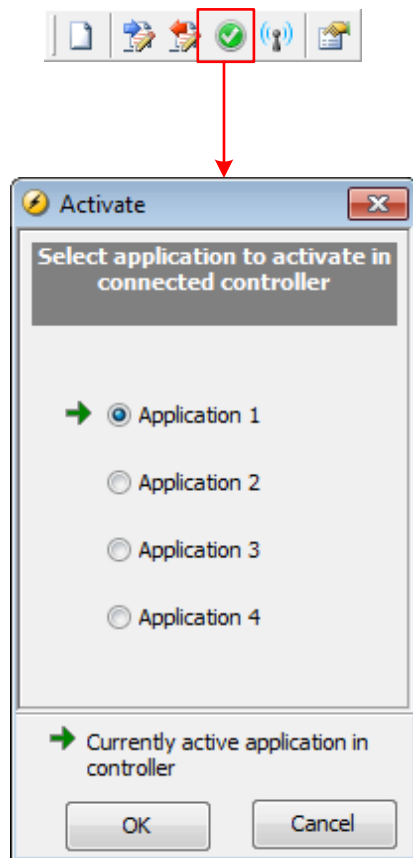 Activate
Select application to activate in
connected controller
Application 1
Application 2
Application 3
Application 4
Currently active application in
controller
OK
Cancel